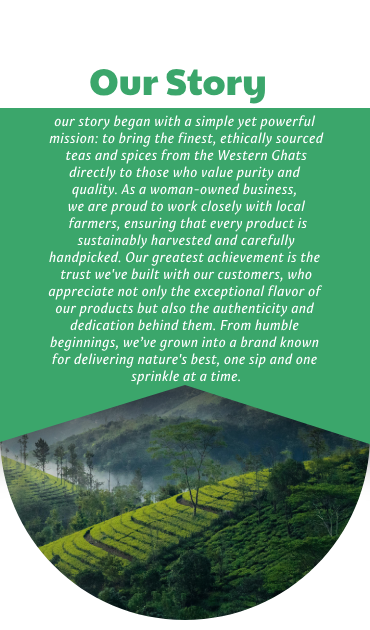 Our Story
our story began with a simple yet powerful
mission: to bring the finest, ethically sourced
teas and spices from the Western Ghats
directly to those who value purity and
quality. As a woman-owned business,
we are proud to work closely with local
farmers, ensuring that every product is
sustainably harvested and carefully
handpicked. Our greatest achievement is the
trust we've built with our customers, who
appreciate not only the exceptional flavor of
our products but also the authenticity and
dedication behind them. From humble
beginnings, we’ve grown into a brand known
for delivering nature's best, one sip and one
sprinkle at a time.